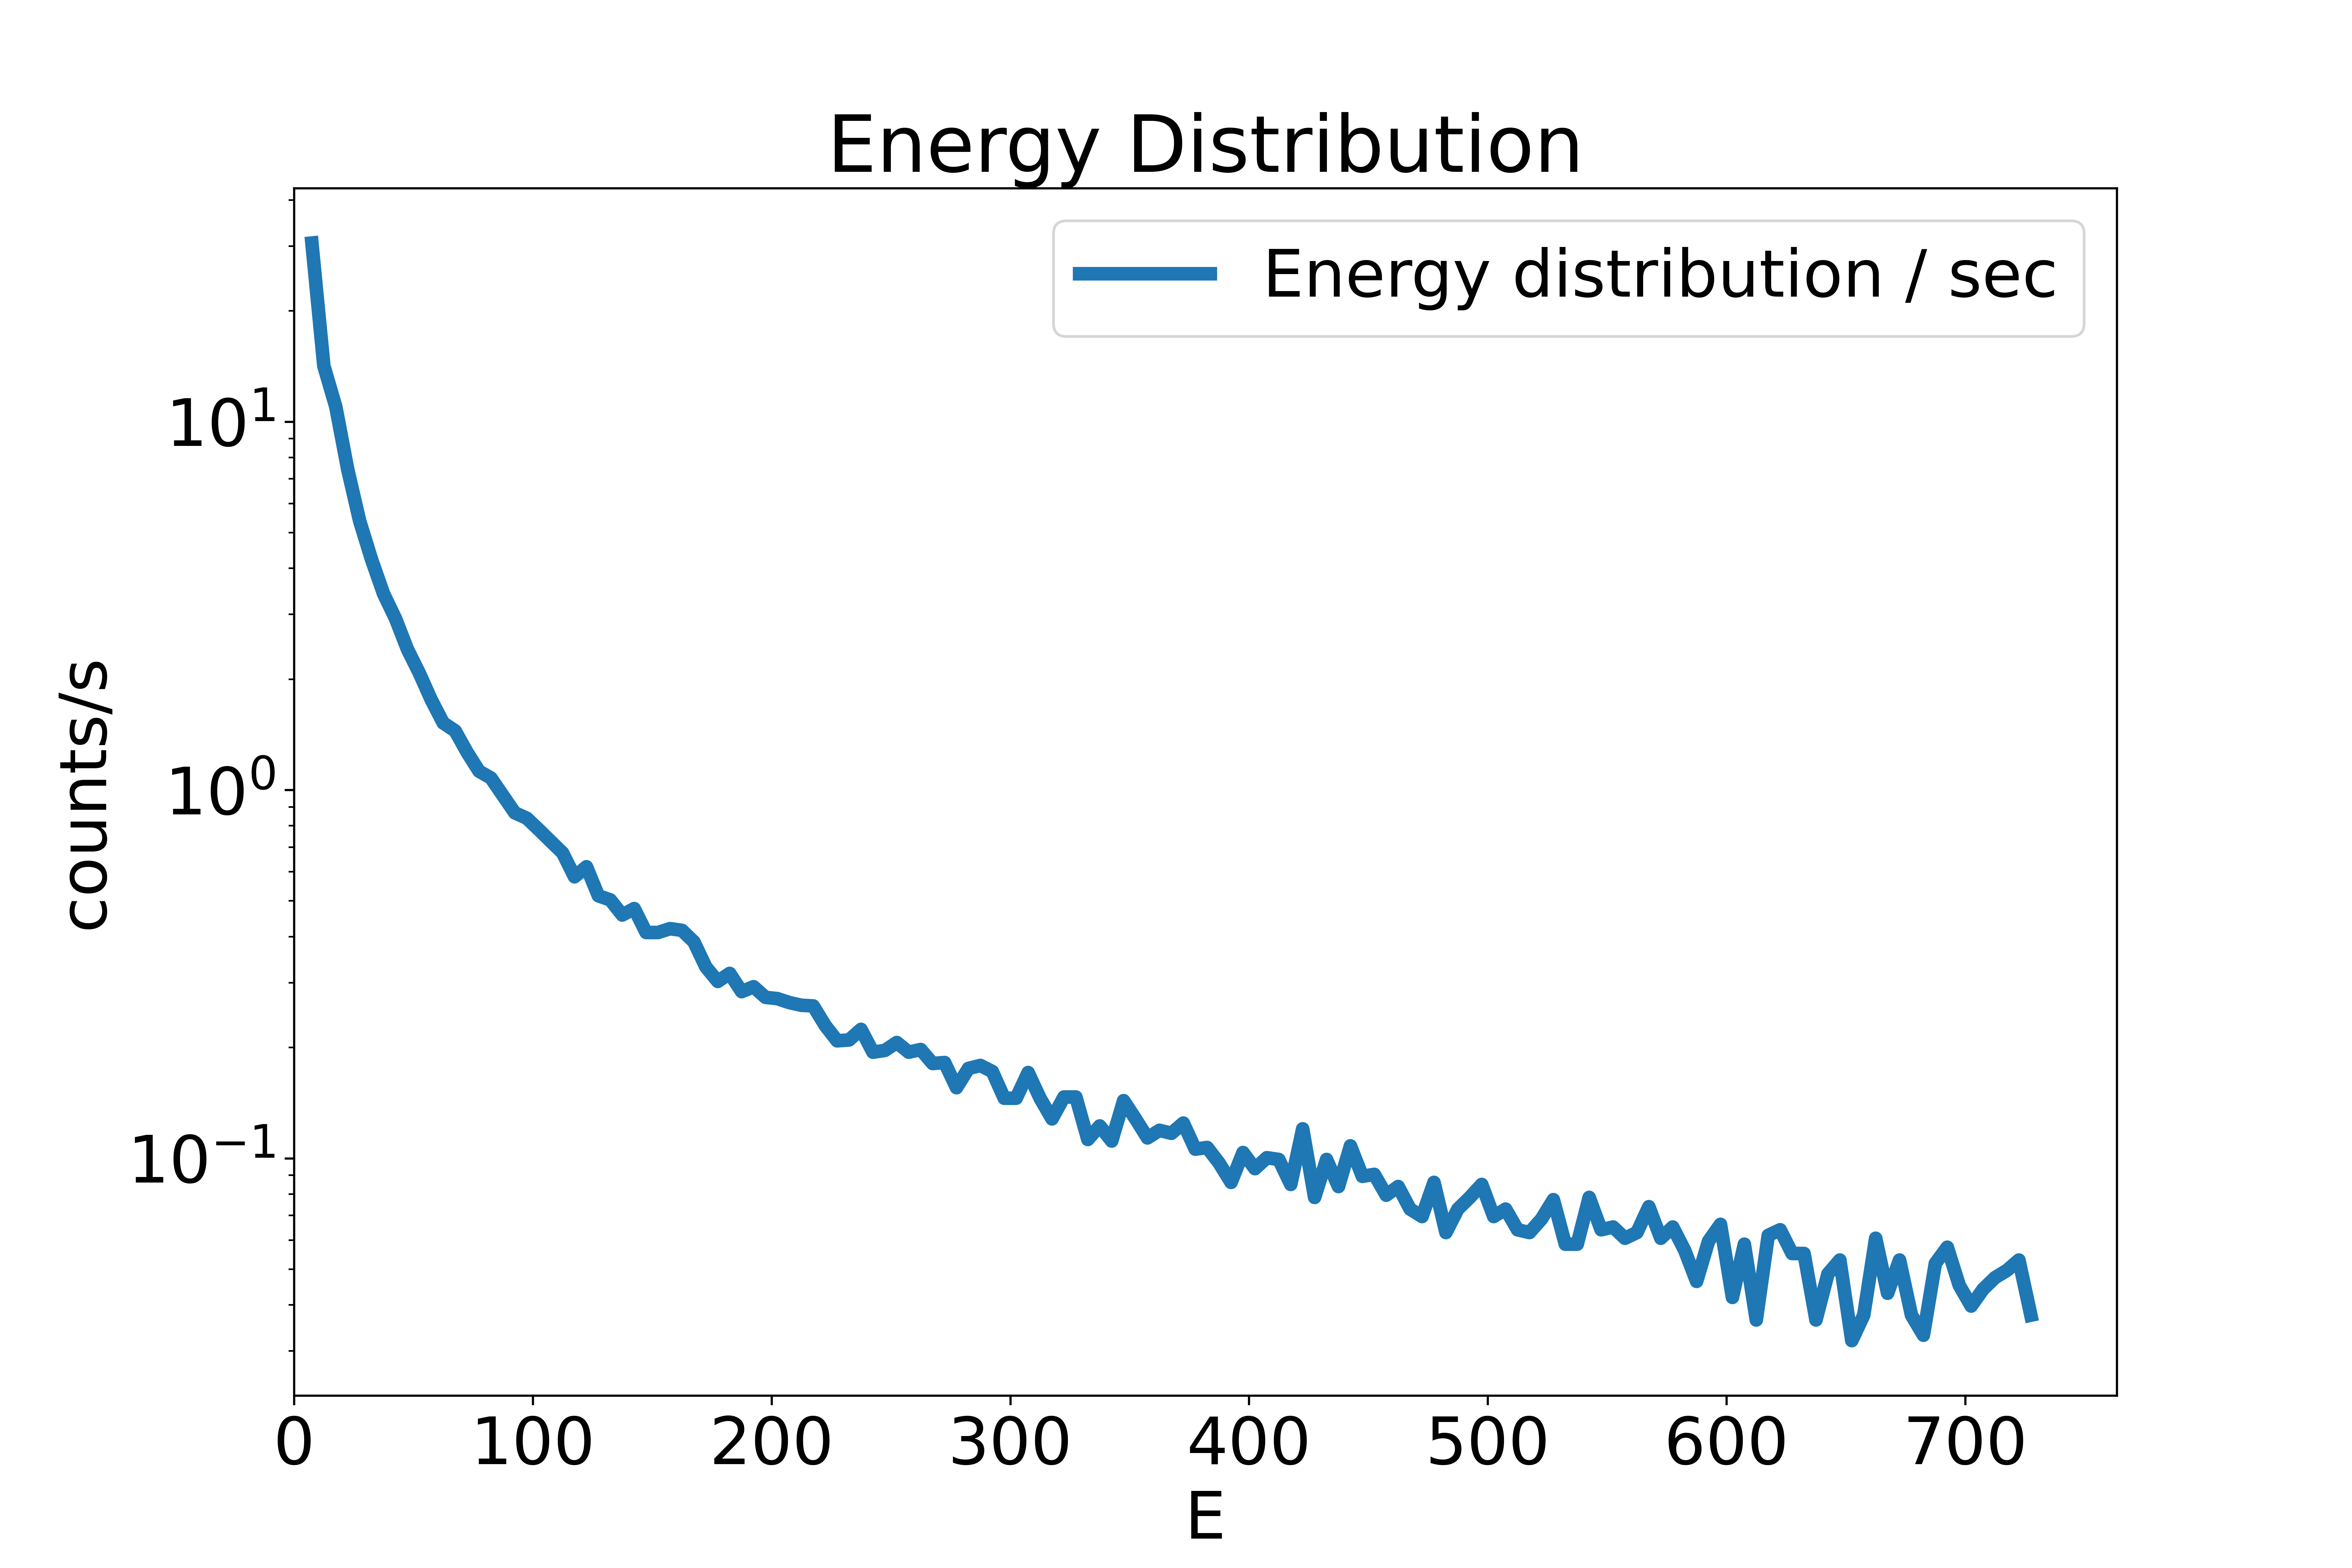 Energy Distribution
Energy distribution / sec
10¹
10⁰
10⁻¹
counts/s
0 100 200 300 400 500 600 700
E